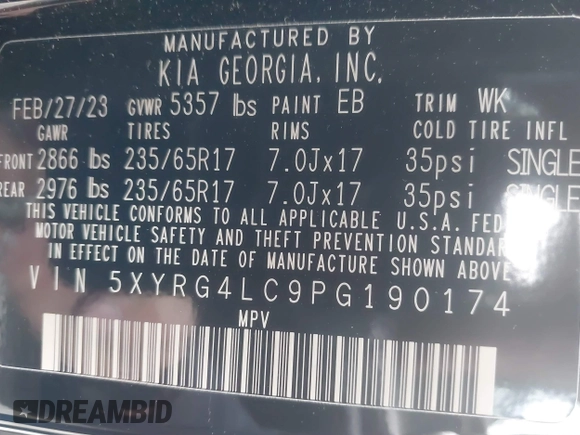 MANUFACTURED BY
KIA GEORGIA, INC.
FEB/27/23 GVWR 5357 lbs PAINT EB TRIM WK
GAWR TIRES RIMS COLD TIRE INFL
FRONT 2866 lbs 235/65R17 7.0Jx17 35psi SINGLE
REAR 2976 lbs 235/65R17 7.0Jx17 35psi SINGLE
THIS VEHICLE CONFORMS TO ALL APPLICABLE U.S.A. FED
MOTOR VEHICLE SAFETY AND THEFT PREVENTION STANDAR
IN EFFECT ON THE DATE OF MANUFACTURE SHOWN ABOVE
VIN 5XYRG4LC9PG190174
MPV
DREAMBID